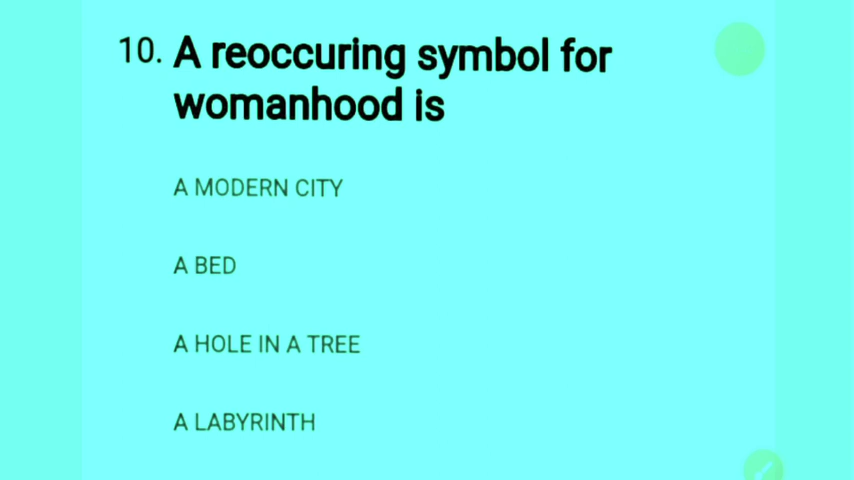 10. A reoccuring symbol for
womanhood is
A MODERN CITY
A BED
A HOLE IN A TREE
A LABYRINTH